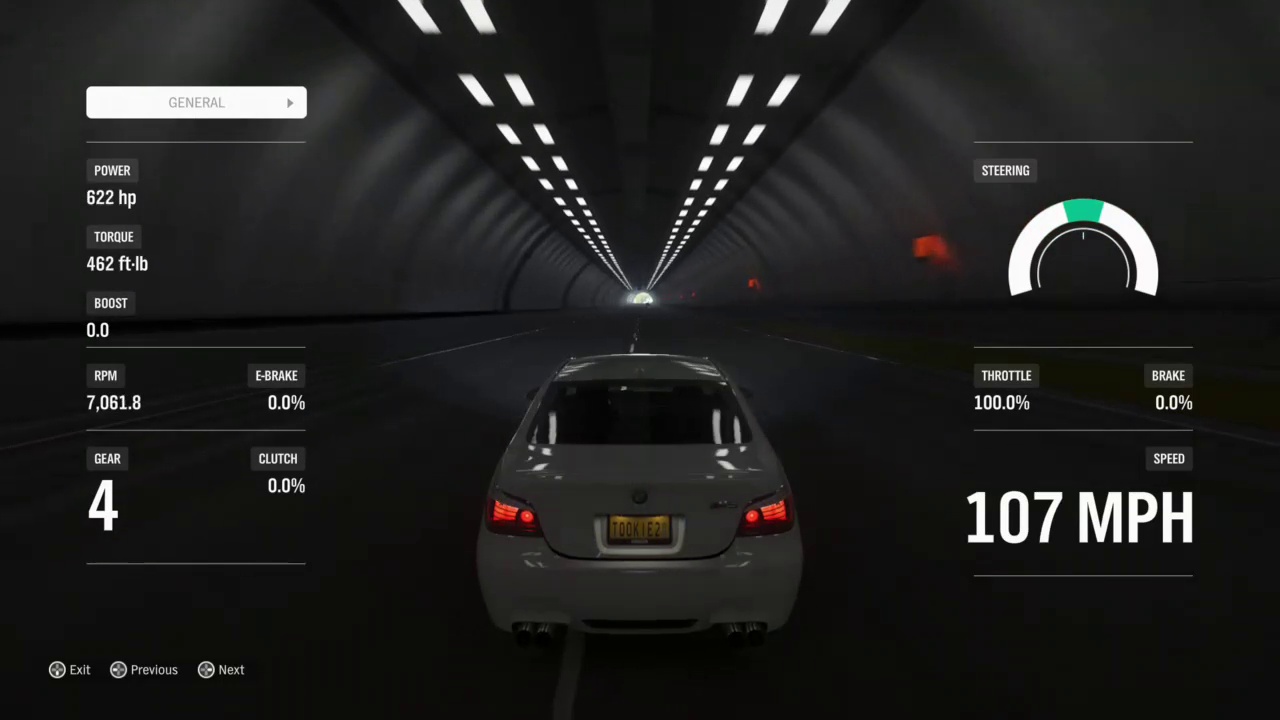 GENERAL
POWER
622 hp
TORQUE
462 ft·lb
BOOST
0.0
RPM
E-BRAKE
7,061.8
0.0%
GEAR
CLUTCH
4
0.0%
STEERING
THROTTLE
BRAKE
100.0%
0.0%
SPEED
107 MPH
TOOKIE2
Exit
Previous
Next